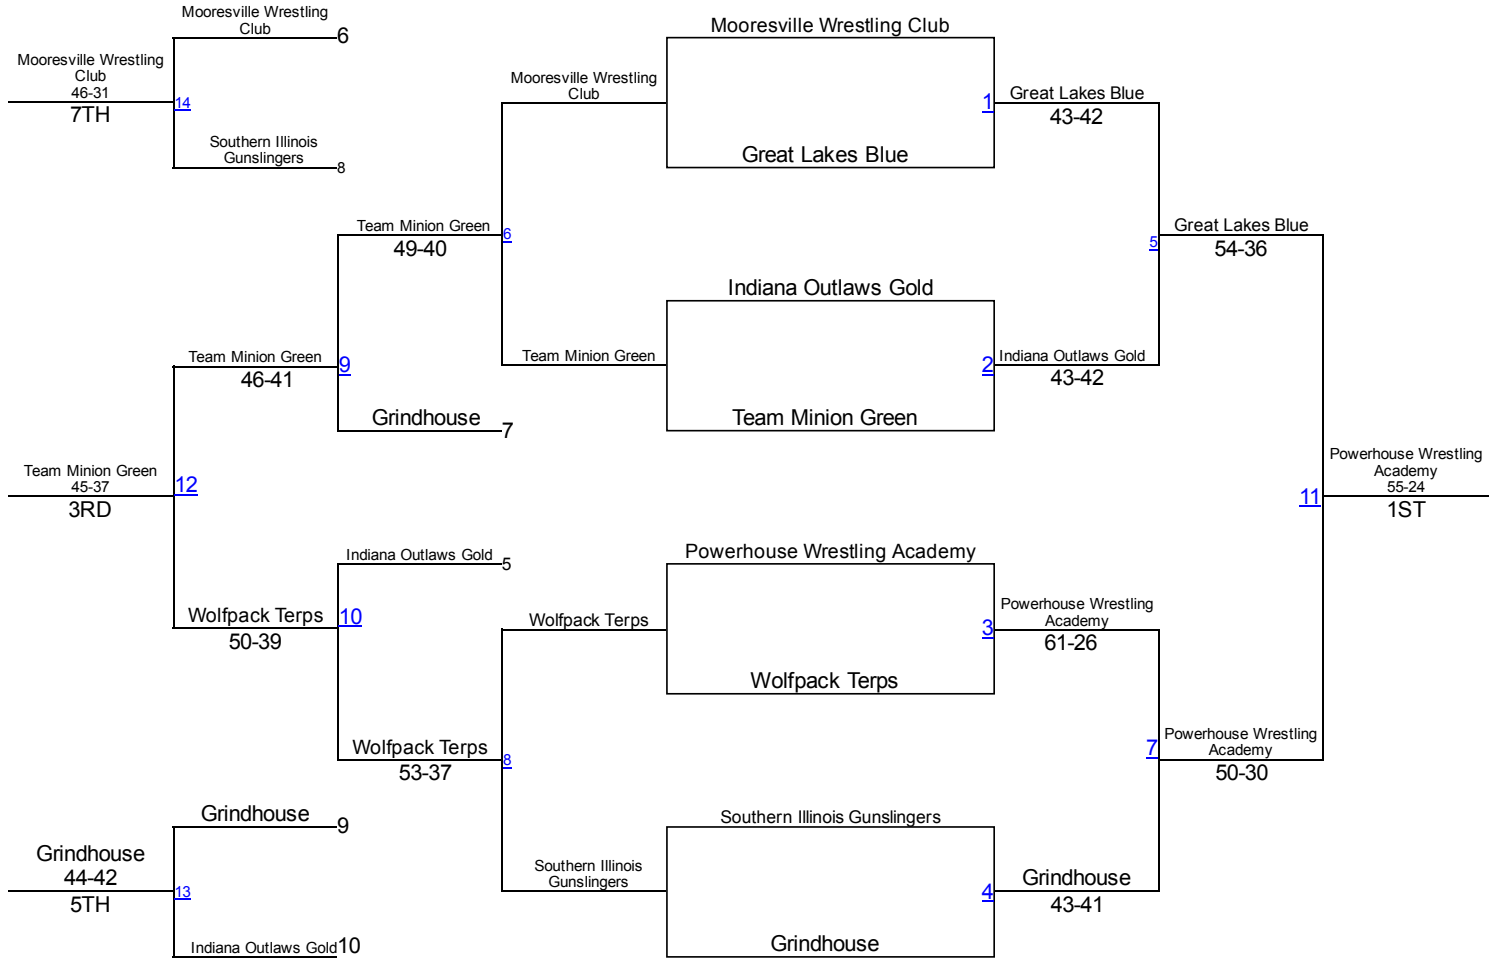 Mooresville Wrestling
Club
6
Mooresville Wrestling
Club
46-31
7TH
14
Southern Illinois
Gunslingers
8
Mooresville Wrestling Club
Mooresville Wrestling
Club
1
Great Lakes Blue
43-42
Great Lakes Blue
Team Minion Green
49-40
6
5
Great Lakes Blue
54-36
Indiana Outlaws Gold
Team Minion Green
46-41
9
Team Minion Green
2
Indiana Outlaws Gold
43-42
Grindhouse
7
Team Minion Green
Team Minion Green
45-37
3RD
12
11
Powerhouse Wrestling
Academy
55-24
1ST
Indiana Outlaws Gold
5
Powerhouse Wrestling Academy
Wolfpack Terps
50-39
10
Wolfpack Terps
3
Powerhouse Wrestling
Academy
61-26
Wolfpack Terps
Wolfpack Terps
53-37
8
7
Powerhouse Wrestling
Academy
50-30
Grindhouse
9
Southern Illinois Gunslingers
Grindhouse
44-42
5TH
13
Southern Illinois
Gunslingers
4
Grindhouse
43-41
Indiana Outlaws Gold
10
Grindhouse